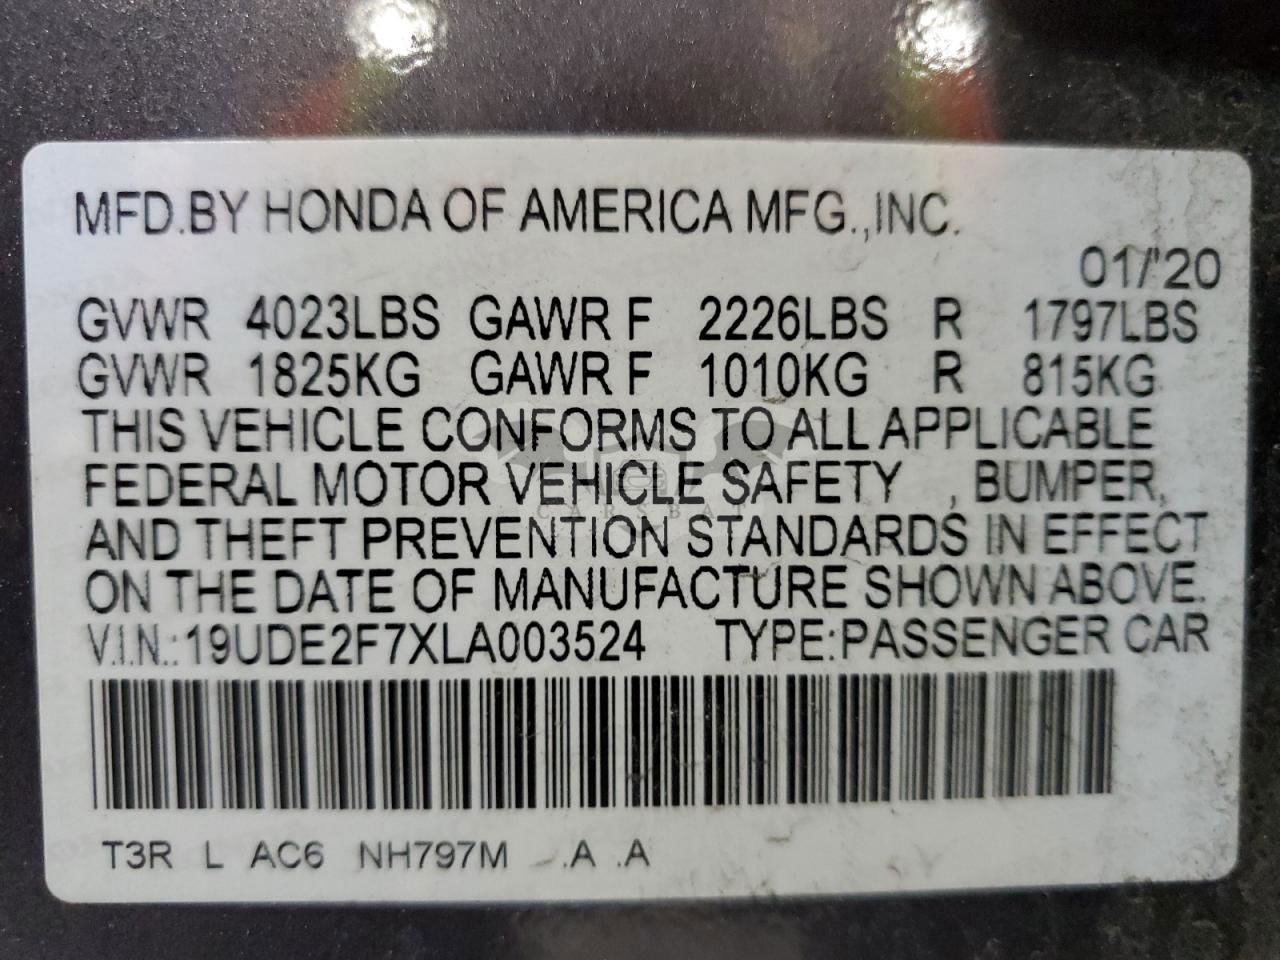 MFD.BY HONDA OF AMERICA MFG.,INC.
01/'20
GVWR 4023LBS GAWR F 2226LBS R 1797LBS
GVWR 1825KG GAWR F 1010KG R 815KG
THIS VEHICLE CONFORMS TO ALL APPLICABLE
FEDERAL MOTOR VEHICLE SAFETY , BUMPER,
CARSBAT
AND THEFT PREVENTION STANDARDS IN EFFECT
ON THE DATE OF MANUFACTURE SHOWN ABOVE.
V.I.N.:19UDE2F7XLA003524 TYPE:PASSENGER CAR
T3R L AC6 NH797M .A .A